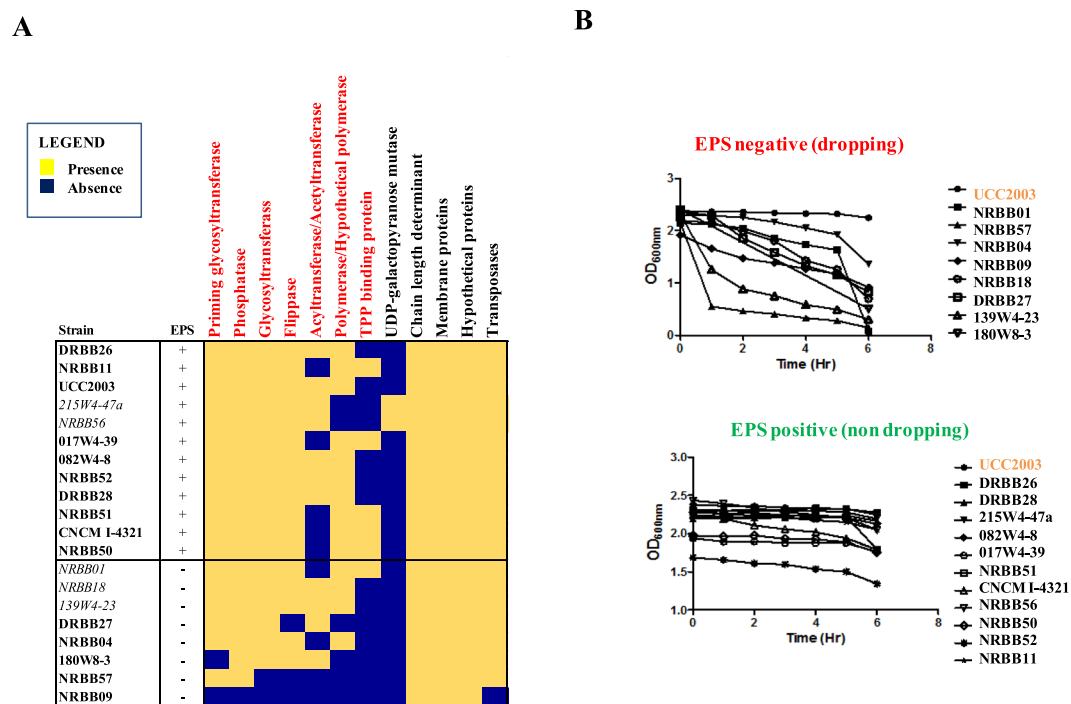 A
LEGEND
Presence
Absence
Priming glycosyltransferase
Phosphatase
Glycosyltransferass
Flippase
Acyltransferase/Acetyltransferase
Polymerase/Hypothetical polymerase
TPP binding protein
UDP-galactopyranose mutase
Chain length determinant
Membrane proteins
Hypothetical proteins
Transposases
Strain EPS
DRBB26 +
NRBB11 +
UCC2003 +
215W4-47a +
NRBB56 +
017W4-39 +
082W4-8 +
NRBB52 +
DRBB28 +
NRBB51 +
CNCM I-4321 +
NRBB50 +
NRBB01 -
NRBB18 -
139W4-23 -
DRBB27 -
NRBB04 -
180W8-3 -
NRBB57 -
NRBB09 -
B
EPS negative (dropping)
OD600nm
3
2
1
0
0 2 4 6 8
Time (Hr)
UCC2003
NRBB01
NRBB57
NRBB04
NRBB09
NRBB18
DRBB27
139W4-23
180W8-3
EPS positive (non dropping)
OD600nm
3.0
2.5
2.0
1.5
1.0
0 2 4 6 8
Time (Hr)
UCC2003
DRBB26
DRBB28
215W4-47a
082W4-8
017W4-39
NRBB51
CNCM I-4321
NRBB56
NRBB50
NRBB52
NRBB11